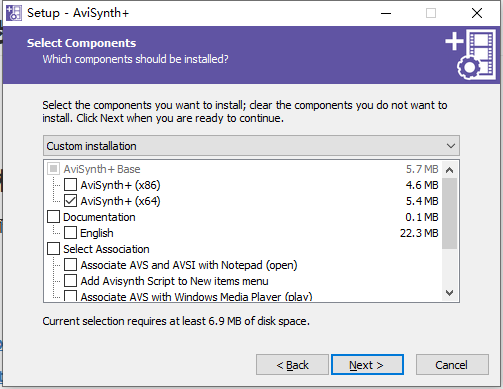 Setup - AviSynth+
Select Components
Which components should be installed?
Select the components you want to install; clear the components you do not want to
install. Click Next when you are ready to continue.
Custom installation
AviSynth+ Base 5.7 MB
AviSynth+ (x86) 4.6 MB
AviSynth+ (x64) 5.4 MB
Documentation 0.1 MB
English 22.3 MB
Select Association
Associate AVS and AVSI with Notepad (open)
Add Avisynth Script to New items menu
Associate AVS with Windows Media Player (play)
Current selection requires at least 6.9 MB of disk space.
< Back
Next >
Cancel